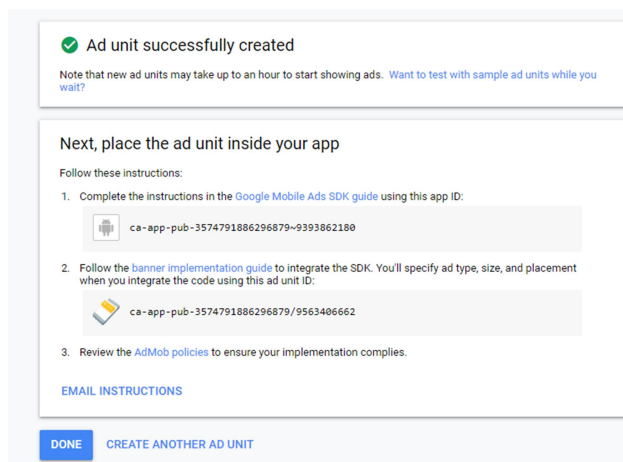 Ad unit successfully created
Note that new ad units may take up to an hour to start showing ads. Want to test with sample ad units while you
wait?
Next, place the ad unit inside your app
Follow these instructions:
1. Complete the instructions in the Google Mobile Ads SDK guide using this app ID:
ca-app-pub-3574791886296879~9393862180
2. Follow the banner implementation guide to integrate the SDK. You'll specify ad type, size, and placement
when you integrate the code using this ad unit ID:
ca-app-pub-3574791886296879/9563406662
3. Review the AdMob policies to ensure your implementation complies.
EMAIL INSTRUCTIONS
DONE CREATE ANOTHER AD UNIT